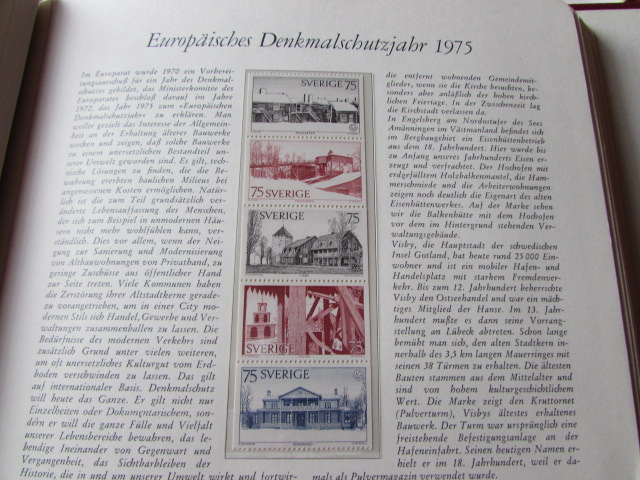 Europäisches Denkmalschutzjahr 1975
Im Europarat wurde 1970 ein Vorberei-
tungsausschuß für ein Jahr des Denkmal-
schutzes gebildet, das Ministerkomitee des
Europarates beschloß darauf im Jahre
1972, das Jahr 1975 zum «Europäischen
Denkmalschutzjahr» zu erklären. Man
wollte gezielt das Interesse der Allgemein-
heit an der Erhaltung älterer Bauwerke
wecken und zeigen, daß solche Bauwerke
zu einem unersetzlichen Bestandteil un-
serer Umwelt geworden sind. Es gilt, tech-
nische Lösungen zu finden, die die Be-
wahrung ererbten baulichen Milieus bei
angemessenen Kosten ermöglichen. Natür-
lich ist die zum Teil grundsätzlich ver-
änderte Lebensauffassung des Menschen,
der sich zum Beispiel in unmodernen Häu-
sern nicht mehr wohlfühlen kann, ver-
ständlich. Dies vor allem, wenn der Nei-
gung zur Sanierung und Modernisierung
von Altbauwohnungen von Privathand, zu
geringe Zuschüsse aus öffentlicher Hand
zur Seite treten. Viele Kommunen haben
die Zerstörung ihrer Altstadtkerne gerade-
zu vorangetrieben, um in einer City moder-
nen Stils sich Handel, Gewerbe und Ver-
waltungen zusammenballen zu lassen. Die
Bedürfnisse des modernen Verkehrs sind
zusätzlich Grund unter vielen weiteren,
um oft unersetzliches Kulturgut vom Erd-
boden verschwinden zu lassen. Das gilt
auf internationaler Basis. Denkmalschutz
will heute das Ganze. Er gilt nicht nur
Einzelheiten oder Dokumentarischem, son-
dern er will die ganze Fülle und Vielfalt
unserer Lebensbereiche bewahren, das le-
bendige Ineinander von Gegenwart und
Vergangenheit, das Sichtbarbleiben der
Historie, die in und um unserer Umwelt wirkt und fortwir-
SVERIGE 75
75 SVERIGE
SVERIGE 75
SVERIGE 75
75 SVERIGE
die entfernt wohnenden Gemeindemit-
glieder, wenn sie die Kirche besuchten, be-
sonders aber anläßlich der hohen kirch-
lichen Feiertage. In der Zwischenzeit lag
die Kirchstadt verlassen da.
In Engelsberg am Nordostufer des Sees
Åmänningen im Västmanland befindet sich
im Bergbaugebiet ein Eisenhüttenbetrieb
aus dem 18. Jahrhundert. Hier wurde bis
zu Anfang unseres Jahrhunderts Eisen er-
zeugt und verfrachtet. Der Hochofen mit
erdgefülltem Holzbalkenmantel, die Ham-
merschmiede und die Arbeiterwohnungen
zeigen noch deutlich die Eigenart des alten
Eisenhüttenwerkes. Auf der Marke sehen
wir die Balkenhütte mit dem Hochofen
vor dem im Hintergrund stehenden Ver-
waltungsgebäude.
Visby, die Hauptstadt der schwedischen
Insel Gotland, hat heute rund 25 000 Ein-
wohner und ist ein mobiler Hafen- und
Handelsplatz mit starkem Fremdenver-
kehr. Bis zum 12. Jahrhundert beherrschte
Visby den Ostseehandel und war ein mäch-
tiges Mitglied der Hanse. Im 13. Jahr-
hundert mußte es dann seine Vorrang-
stellung an Lübeck abtreten. Schon lange
bemüht man sich, den alten Stadtkern in-
nerhalb des 3,5 km langen Mauerringes mit
seinen 38 Türmen zu erhalten. Die ältesten
Bauten stammen aus dem Mittelalter und
sind von hohem kulturgeschichtlichem
Wert. Die Marke zeigt den Kruttornet
(Pulverturm), Visbys ältestes erhaltenes
Bauwerk. Der Turm war ursprünglich eine
freistehende Befestigungsanlage an der
Hafeneinfahrt. Seinen heutigen Namen er-
hielt er im 18. Jahrhundert, weil er da-
mals als Pulvermagazin verwendet wurde.